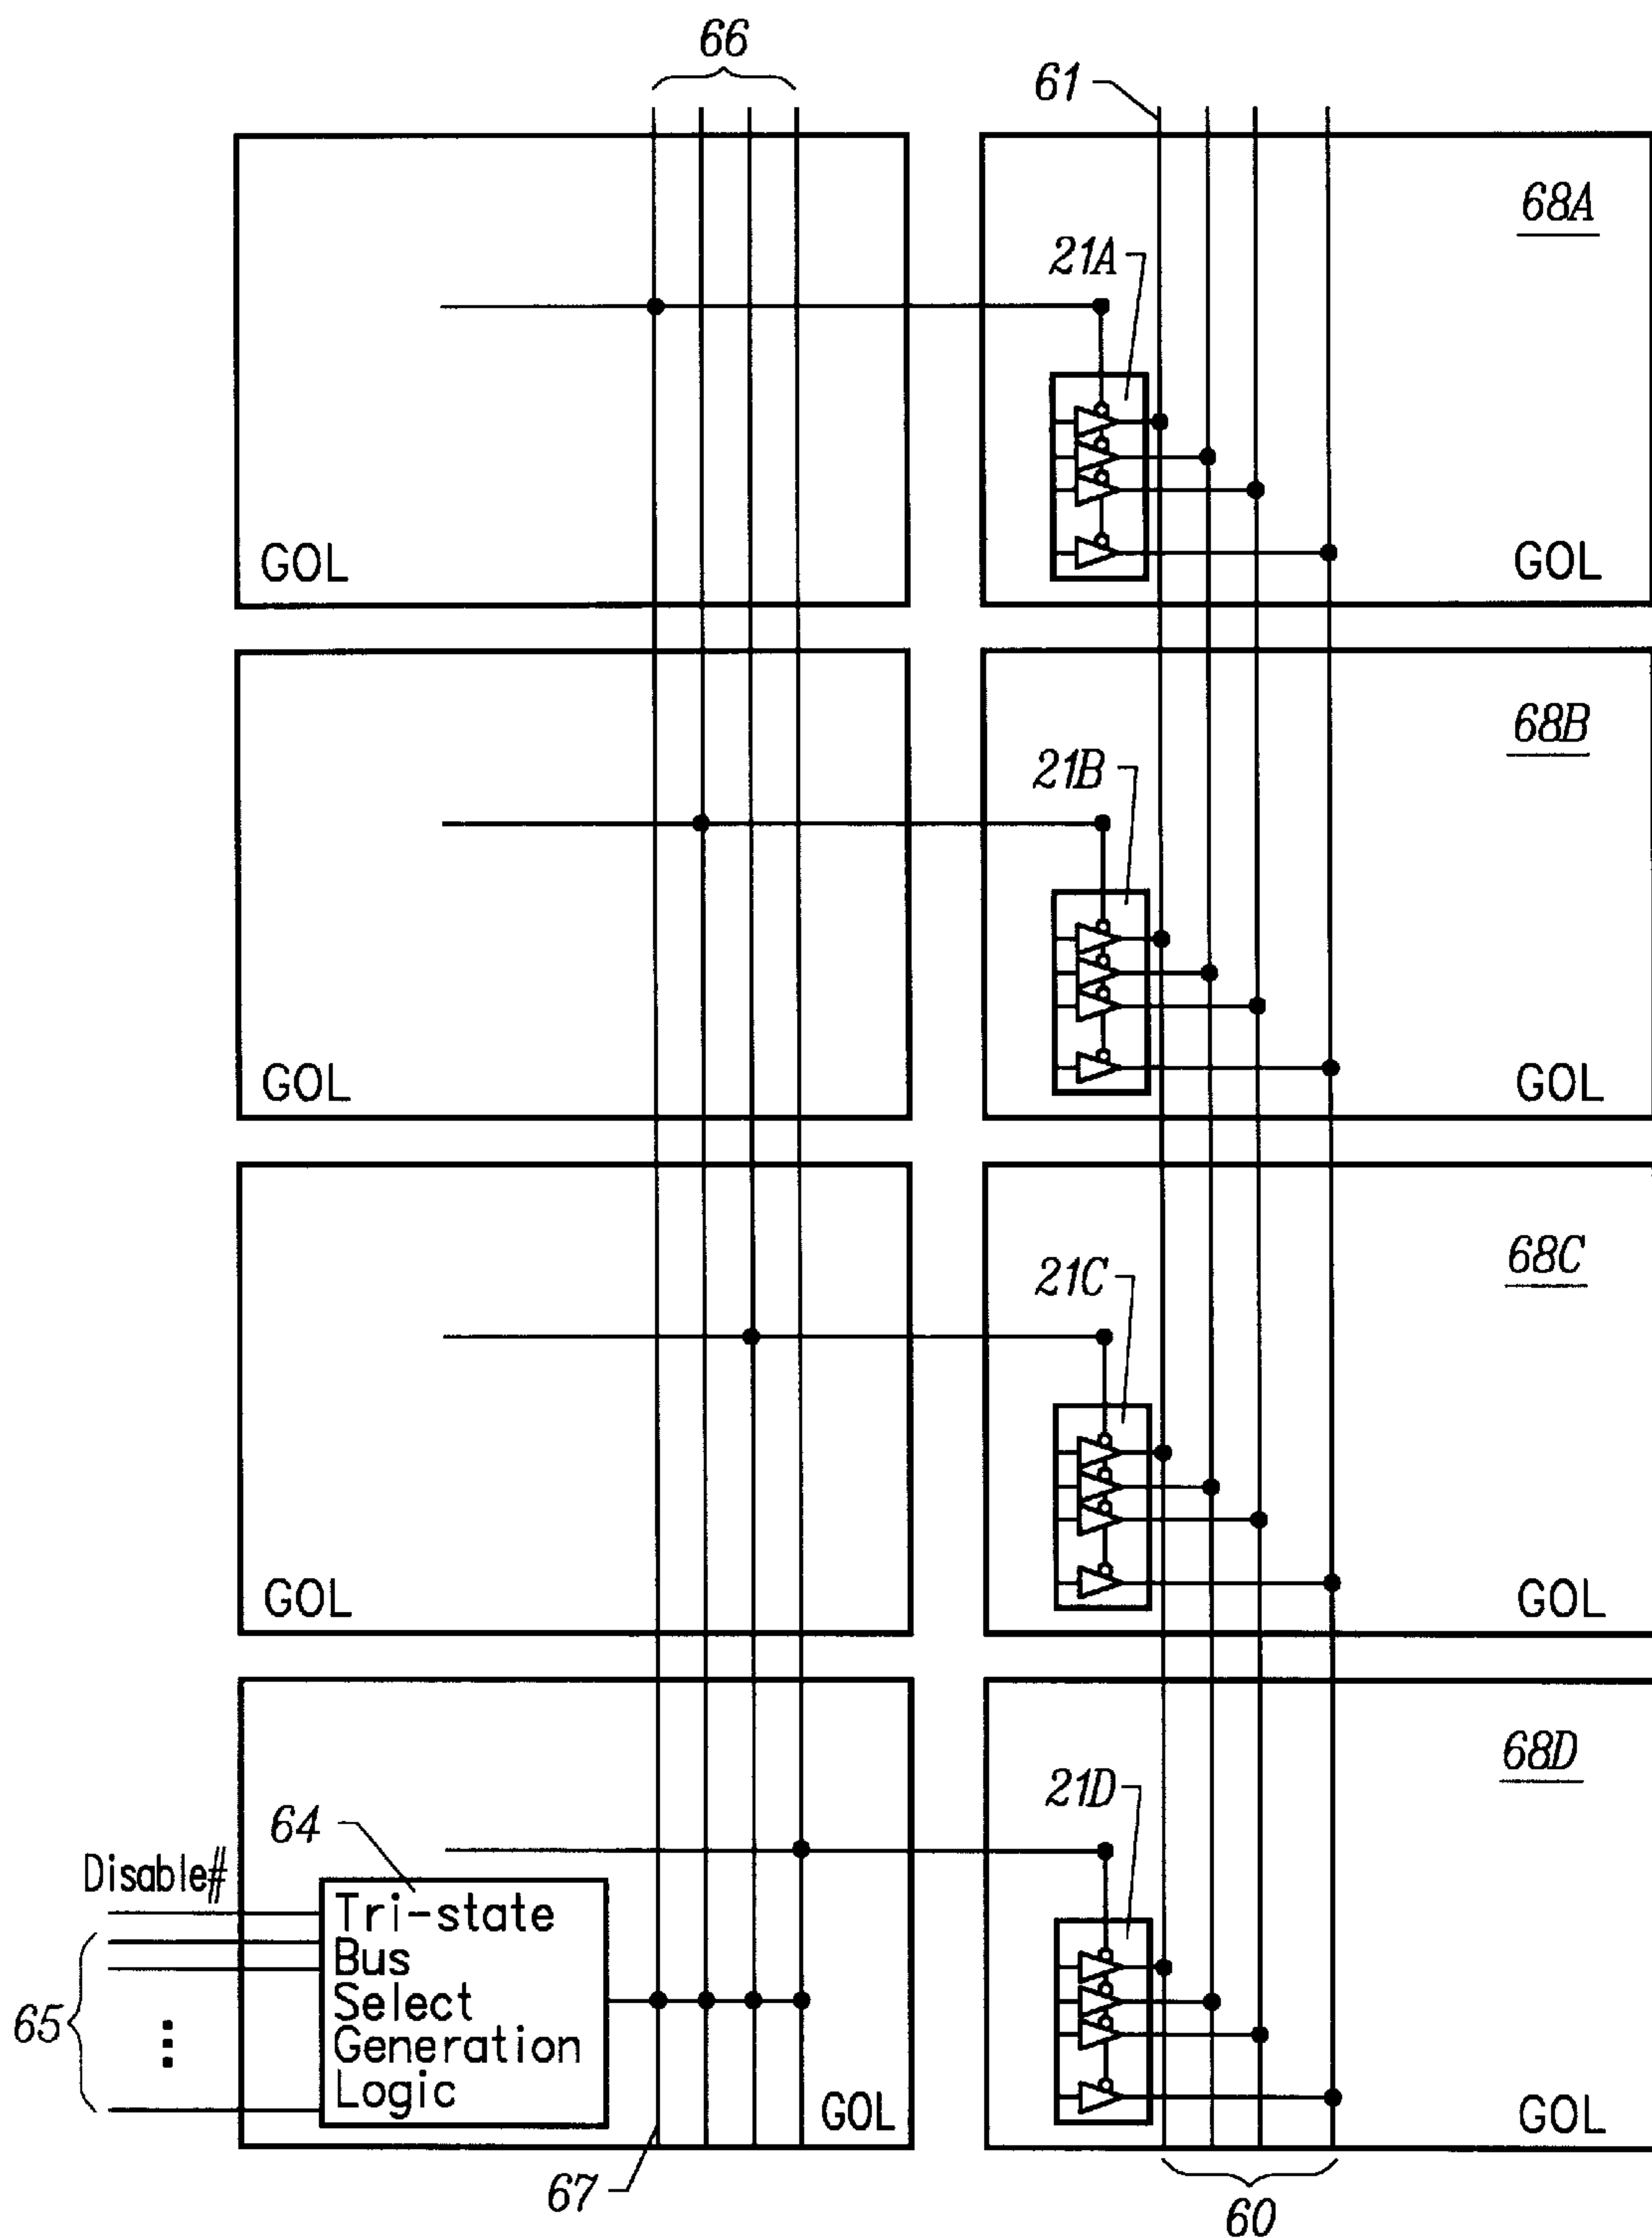 66
61
68A
21A
GOL
GOL
68B
21B
GOL
GOL
68C
21C
GOL
GOL
68D
21D
64
Disable#
Tri-state
Bus
Select
Generation
Logic
65
GOL
GOL
67
60